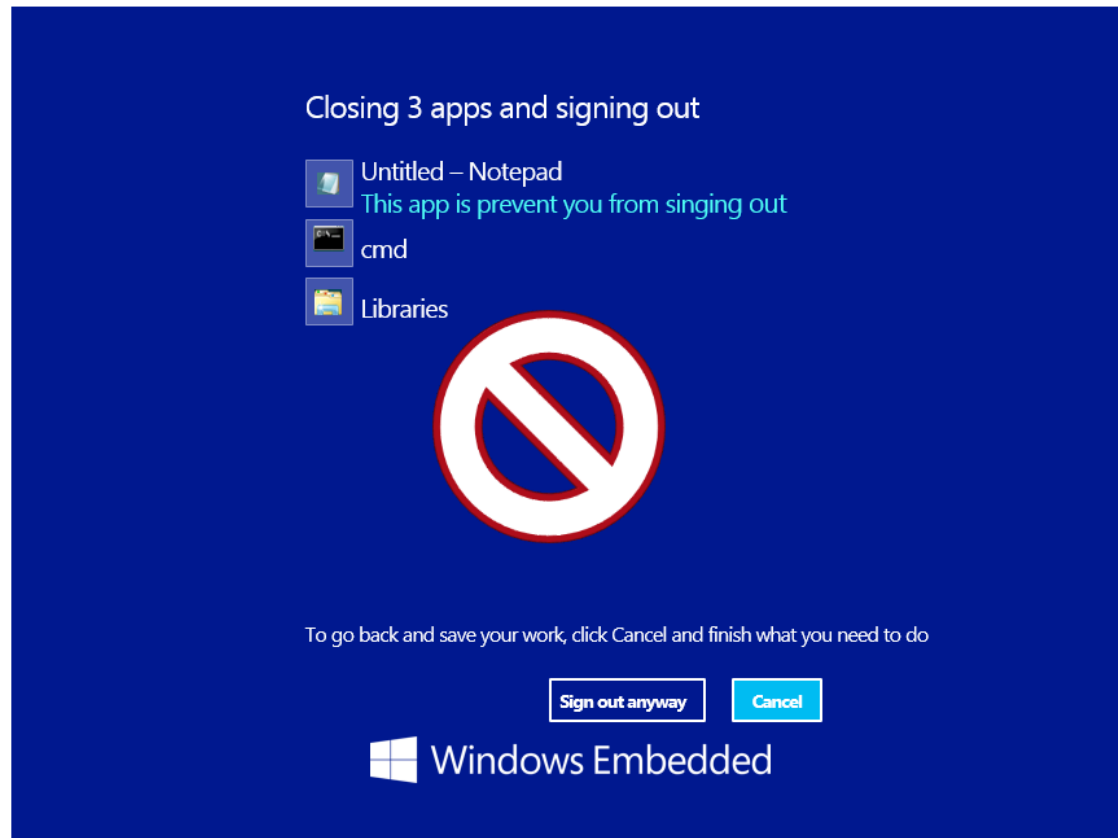 Closing 3 apps and signing out
Untitled – Notepad
This app is prevent you from singing out
cmd
Libraries
To go back and save your work, click Cancel and finish what you need to do
Sign out anyway
Cancel
Windows Embedded